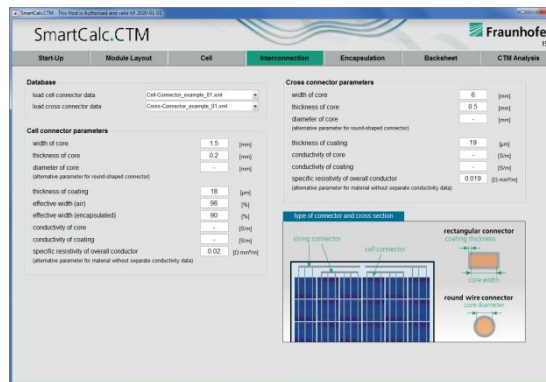 SmartCalc.CTM - This Host is Authorised and valid till 2020-01-01
SmartCalc.CTM
Fraunhofe
Start-Up
Module Layout
Cell
Interconnection
Encapsulation
Backsheet
CTM Analysis
Database
load cell connector data Cell-Connector_example_01.xml
load cross connector data Cross-Connector_example_01.xml
Cell connector parameters
width of core 1.5 [mm]
thickness of core 0.2 [mm]
diameter of core - [mm]
(alternative parameter for round-shaped connector)
thickness of coating 18 [µm]
effective width (air) 98 [%]
effective width (encapsulated) 90 [%]
conductivity of core - [S/m]
conductivity of coating - [S/m]
specific resistivity of overall conductor 0.02 [Ω·mm²/m]
(alternative parameter for material without separate conductivity data)
Cross connector parameters
width of core 6 [mm]
thickness of core 0.5 [mm]
diameter of core - [mm]
(alternative parameter for round-shaped connector)
thickness of coating 19 [µm]
conductivity of core - [S/m]
conductivity of coating - [S/m]
specific resistivity of overall conductor 0.019 [Ω·mm²/m]
(alternative parameter for material without separate conductivity data)
type of connector and cross section
string connector
cell connector
rectangular connector
coating thickness
core width
round wire connector
core diameter